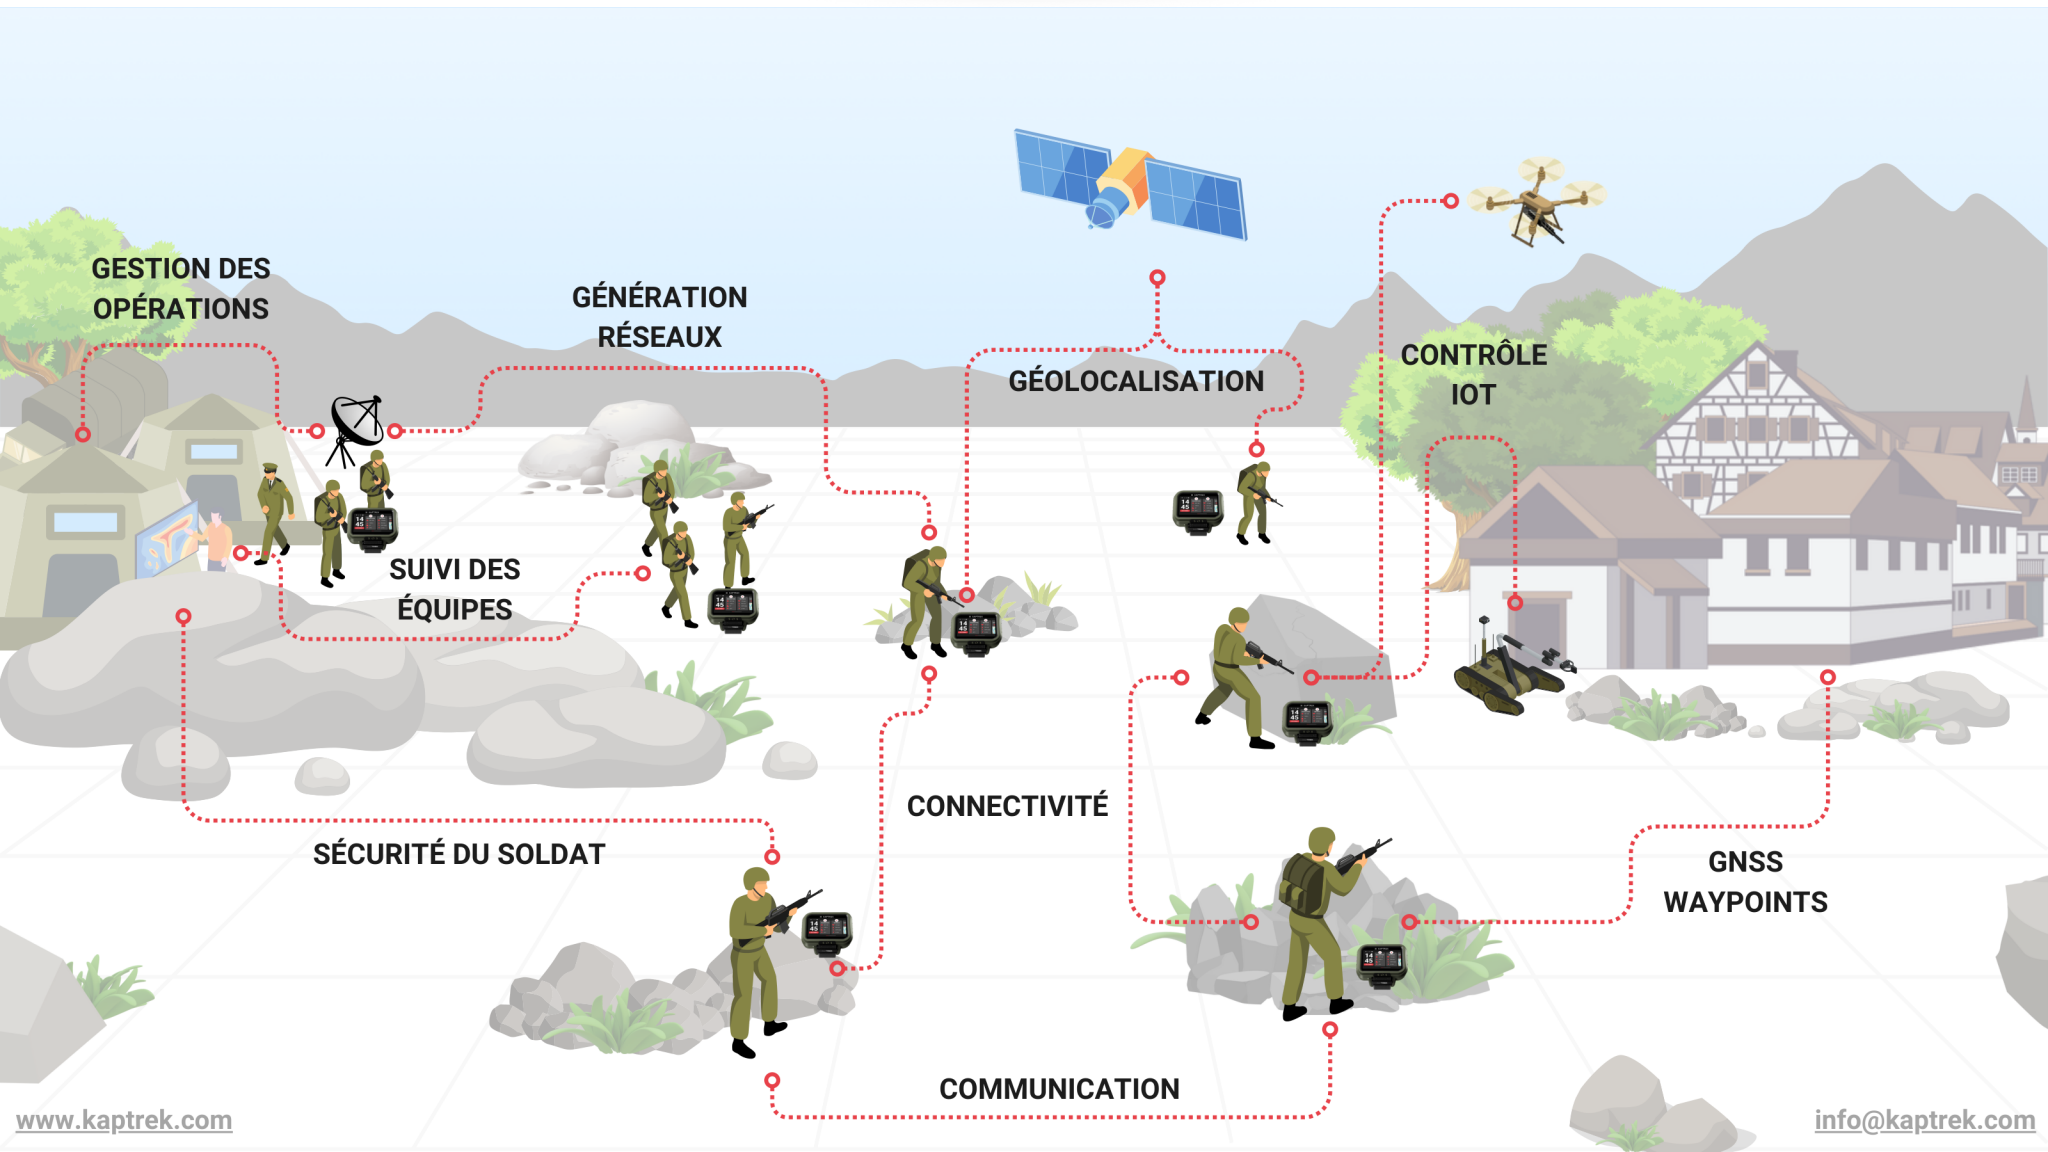 GESTION DES
OPÉRATIONS
GÉNÉRATION
RÉSEAUX
GÉOLOCALISATION
CONTRÔLE
IOT
SUIVI DES
ÉQUIPES
CONNECTIVITÉ
SÉCURITÉ DU SOLDAT
GNSS
WAYPOINTS
COMMUNICATION
www.kaptrek.com
info@kaptrek.com